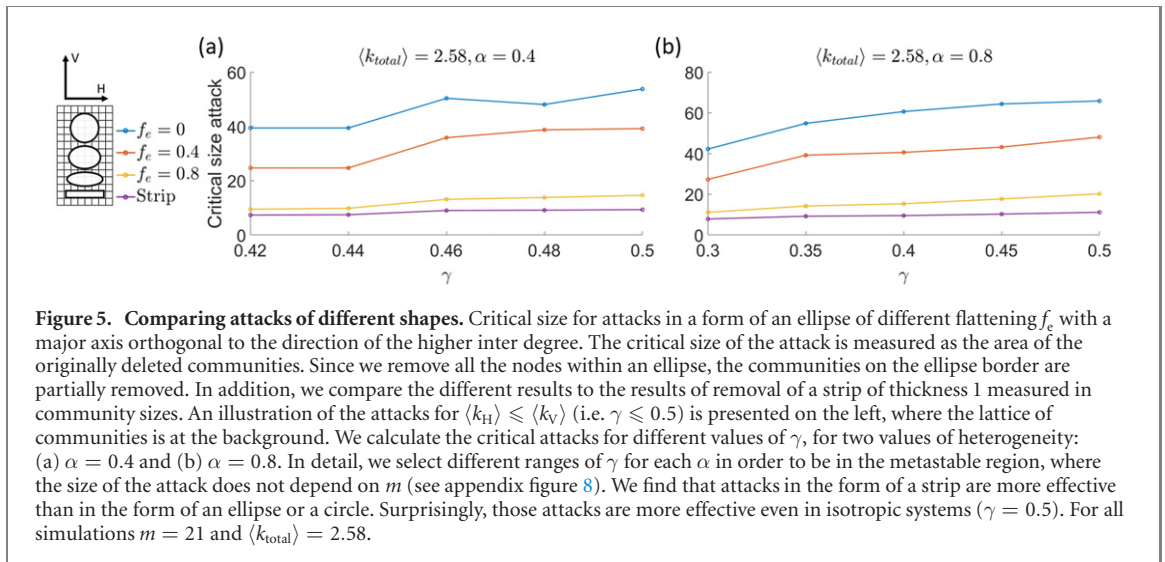 (a)
⟨k_total⟩ = 2.58, α = 0.4
V
H
f_e = 0
f_e = 0.4
f_e = 0.8
Strip
Critical size attack
60
40
20
0
0.42 0.44 0.46 0.48 0.5
γ
(b)
⟨k_total⟩ = 2.58, α = 0.8
80
60
40
20
0
0.3 0.35 0.4 0.45 0.5
γ
Figure 5. Comparing attacks of different shapes. Critical size for attacks in a form of an ellipse of different flattening f_e with a
major axis orthogonal to the direction of the higher inter degree. The critical size of the attack is measured as the area of the
originally deleted communities. Since we remove all the nodes within an ellipse, the communities on the ellipse border are
partially removed. In addition, we compare the different results to the results of removal of a strip of thickness 1 measured in
community sizes. An illustration of the attacks for ⟨k_H⟩ ⩽ ⟨k_V⟩ (i.e. γ ⩽ 0.5) is presented on the left, where the lattice of
communities is at the background. We calculate the critical attacks for different values of γ, for two values of heterogeneity:
(a) α = 0.4 and (b) α = 0.8. In detail, we select different ranges of γ for each α in order to be in the metastable region, where
the size of the attack does not depend on m (see appendix figure 8). We find that attacks in the form of a strip are more effective
than in the form of an ellipse or a circle. Surprisingly, those attacks are more effective even in isotropic systems (γ = 0.5). For all
simulations m = 21 and ⟨k_total⟩ = 2.58.